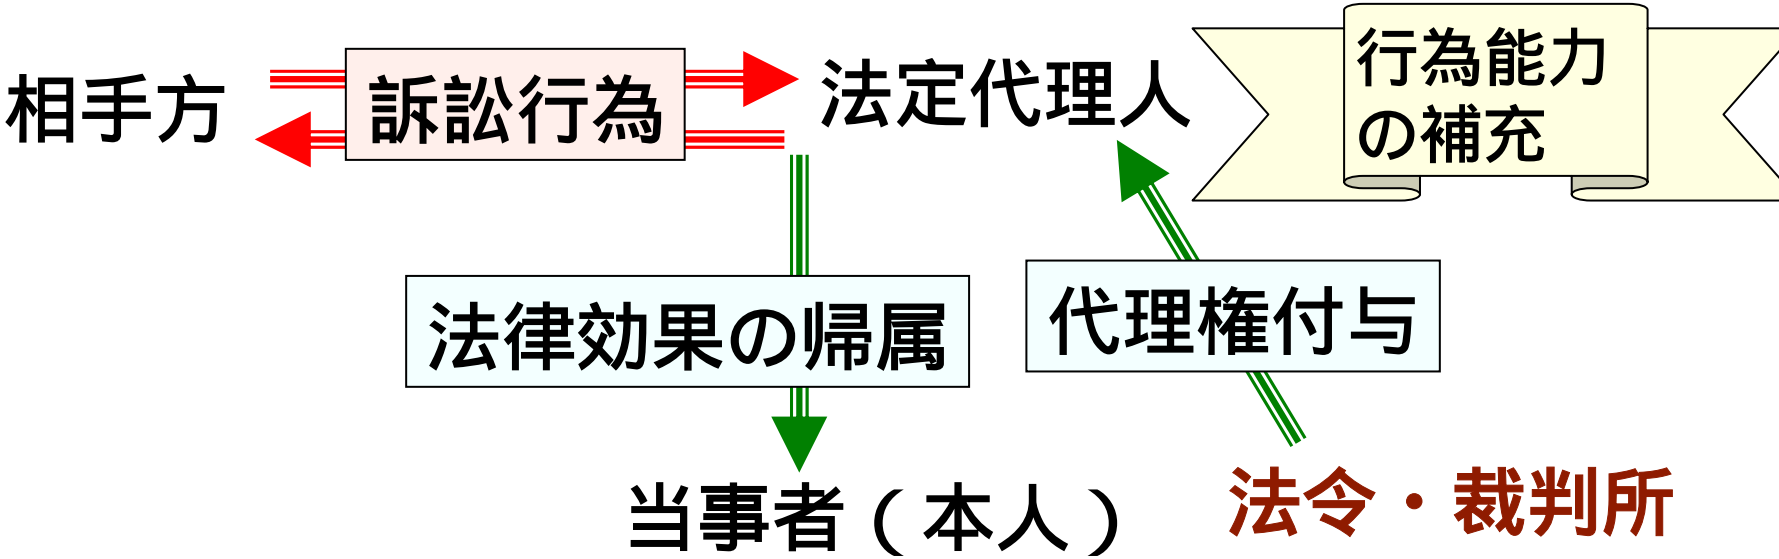 相手方
訴訟行為
法定代理人
行為能力
の補充
法律効果の帰属
代理権付与
当事者（本人）
法令・裁判所